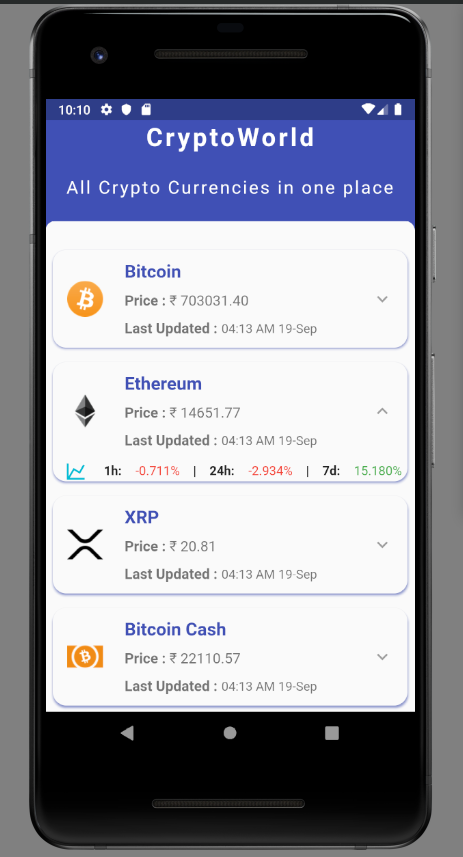 10:10
CryptoWorld
All Crypto Currencies in one place
Bitcoin
Price : ₹ 703031.40
Last Updated : 04:13 AM 19-Sep
Ethereum
Price : ₹ 14651.77
Last Updated : 04:13 AM 19-Sep
1h: -0.711% | 24h: -2.934% | 7d: 15.180%
XRP
Price : ₹ 20.81
Last Updated : 04:13 AM 19-Sep
Bitcoin Cash
Price : ₹ 22110.57
Last Updated : 04:13 AM 19-Sep